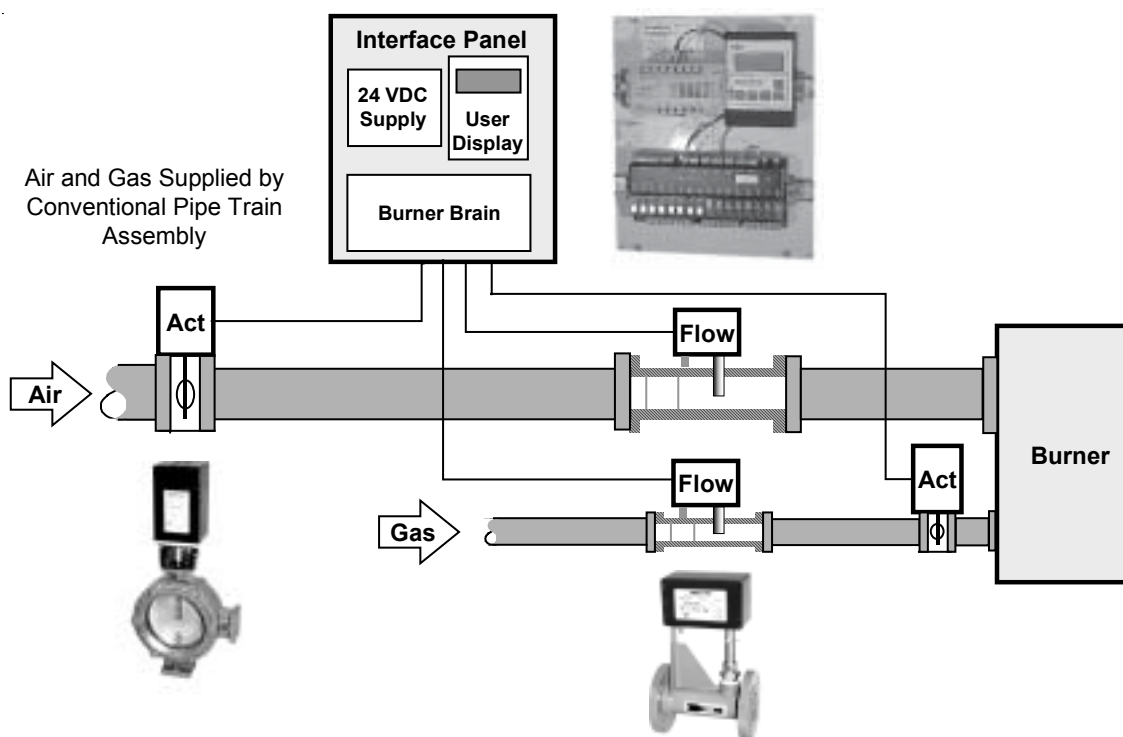 Interface Panel
24 VDC
Supply
User
Display
Burner Brain
Air and Gas Supplied by
Conventional Pipe Train
Assembly
Act
Flow
Air
Burner
Flow
Act
Gas